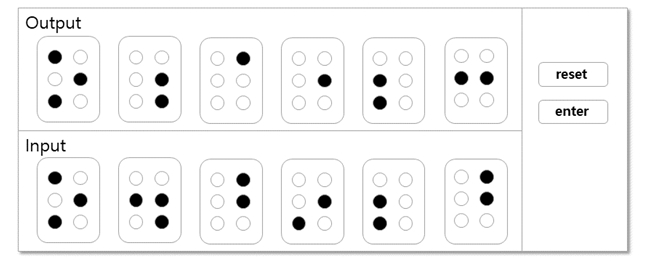 Output
⠕⠰⠈⠐⠆⠒
reset
enter
Input
⠕⠲⠘⠔⠆⠘